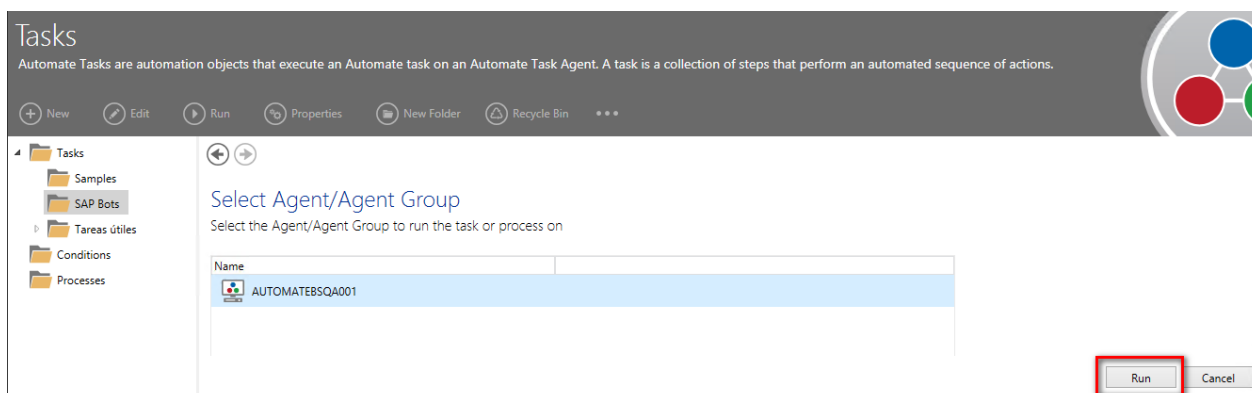 Tasks
Automate Tasks are automation objects that execute an Automate task on an Automate Task Agent. A task is a collection of steps that perform an automated sequence of actions.
New Edit Run Properties New Folder Recycle Bin •••
Tasks
Samples
SAP Bots
Tareas útiles
Conditions
Processes
Select Agent/Agent Group
Select the Agent/Agent Group to run the task or process on
Name
AUTOMATEBSQA001
Run Cancel